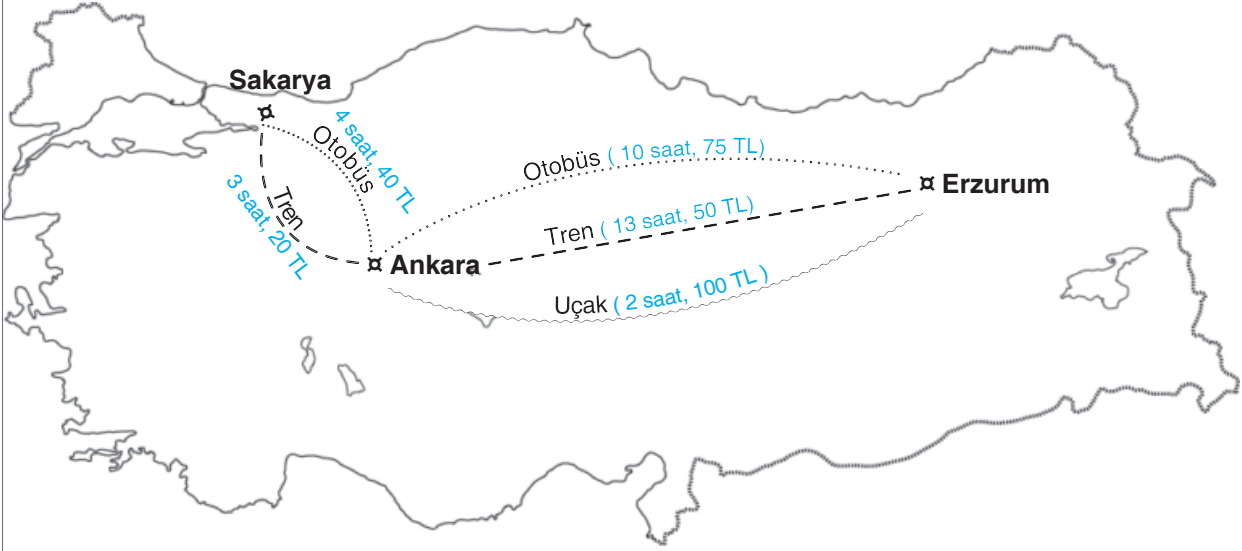 Sakarya
Otobüs
4 saat, 40 TL
Tren
3 saat, 20 TL
Otobüs ( 10 saat, 75 TL)
Erzurum
Tren ( 13 saat, 50 TL)
Ankara
Uçak ( 2 saat, 100 TL )